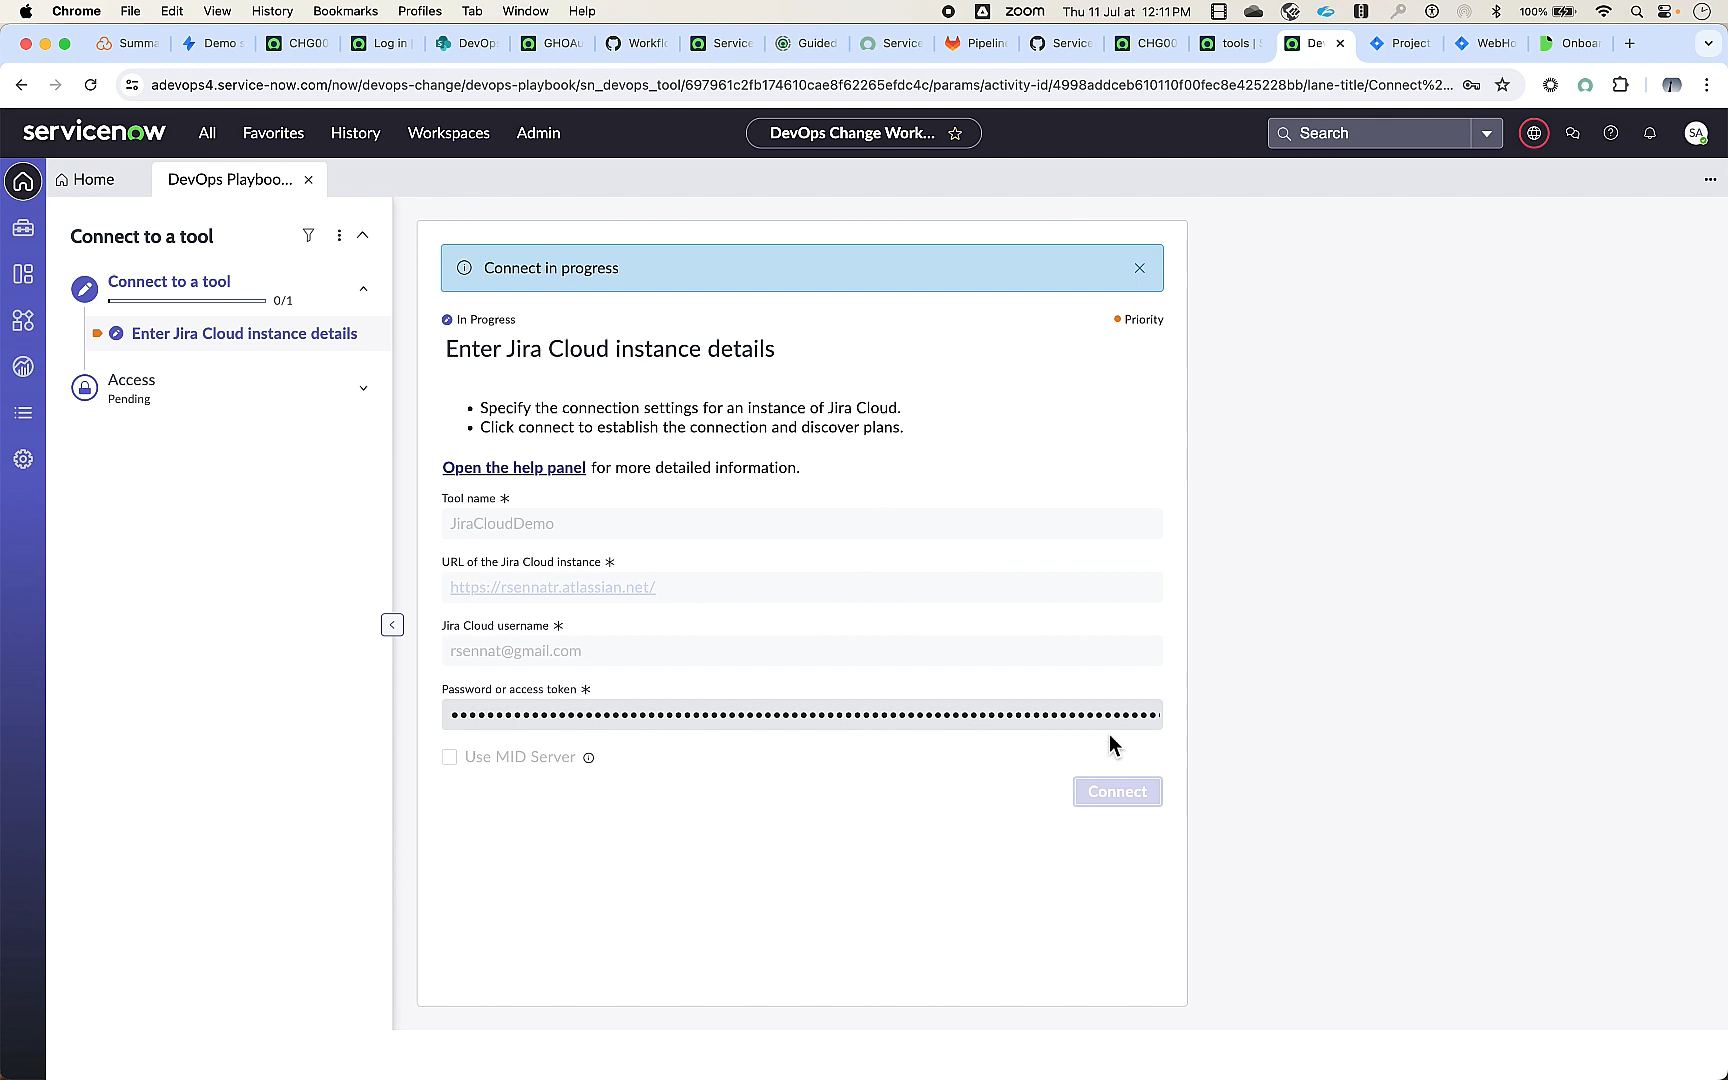 Chrome File Edit View History Bookmarks Profiles Tab Window Help zoom Thu 11 Jul at 12:11PM 100%
Summa Demo s CHG00 Log in DevOp GHOAu Workfl Service Guided Service Pipelin Service CHG00 tools | S De Project WebHo Onboar
adevops4.service-now.com/now/devops-change/devops-playbook/sn_devops_tool/697961c2fb174610cae8f62265efdc4c/params/activity-id/4998addceb610110f00fec8e425228bb/lane-title/Connect%2...
servicenow All Favorites History Workspaces Admin DevOps Change Work... Search SA
Home DevOps Playboo...
Connect to a tool
Connect to a tool
0/1
Enter Jira Cloud instance details
Access
Pending
Connect in progress
In Progress Priority
Enter Jira Cloud instance details
• Specify the connection settings for an instance of Jira Cloud.
• Click connect to establish the connection and discover plans.
Open the help panel for more detailed information.
Tool name *
JiraCloudDemo
URL of the Jira Cloud instance *
https://rsennatr.atlassian.net/
Jira Cloud username *
rsennat@gmail.com
Password or access token *
Use MID Server
Connect